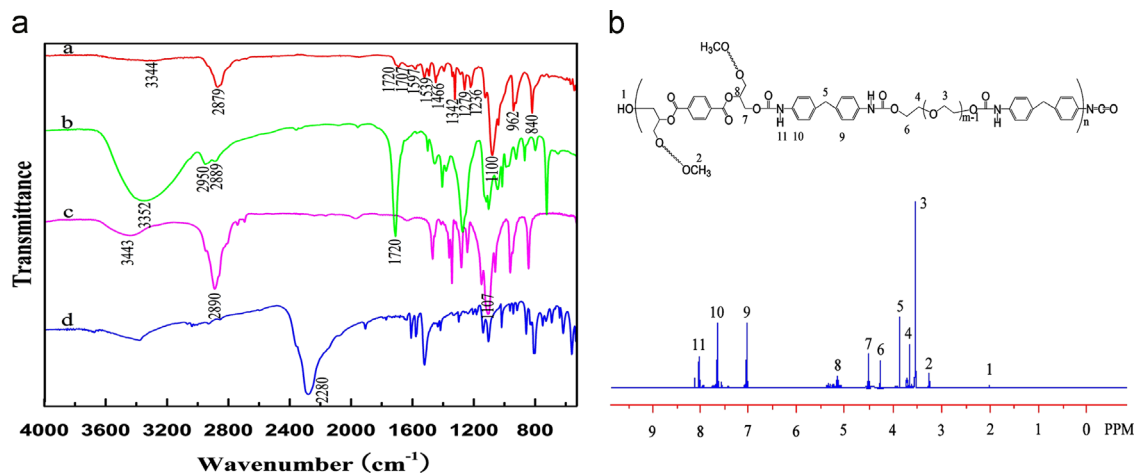 a
b
a
b
c
d
3344
2879
1720
1707
1597
1539
1466
1342
1279
1236
1100
962
840
3352
2950
2889
1720
3443
2890
1107
2280
Transmittance
4000 3200 2400 1600 1200 800
Wavenumber (cm⁻¹)
H₃CO
O
8
5
3
1
HO
O
O
O
O
7
O
O
N
H
11
10
9
H
N
O
O
O
4
6
O
m-1
O
O
N
H
n
N=C=O
O
O
O
2
OCH₃
3
5
10
9
4
11
7
6
8
2
1
9 8 7 6 5 4 3 2 1 0 PPM